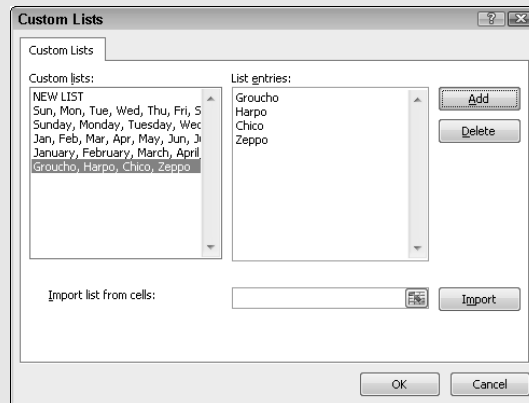 Custom Lists
Custom Lists
Custom lists:
NEW LIST
Sun, Mon, Tue, Wed, Thu, Fri, S
Sunday, Monday, Tuesday, Wed
Jan, Feb, Mar, Apr, May, Jun, Ju
January, February, March, April
Groucho, Harpo, Chico, Zeppo
List entries:
Groucho
Harpo
Chico
Zeppo
Add
Delete
Import list from cells:
Import
OK
Cancel